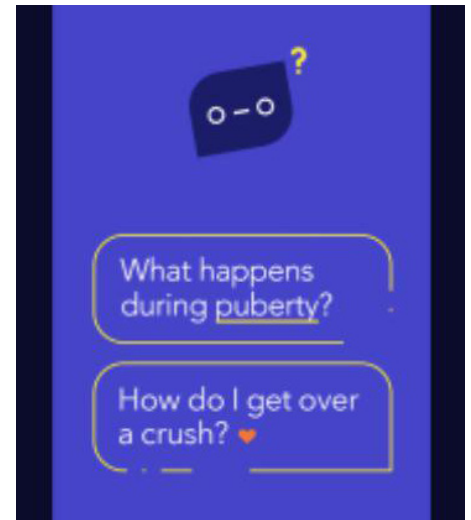 ?
What happens
during puberty?
How do I get over
a crush? 🧡